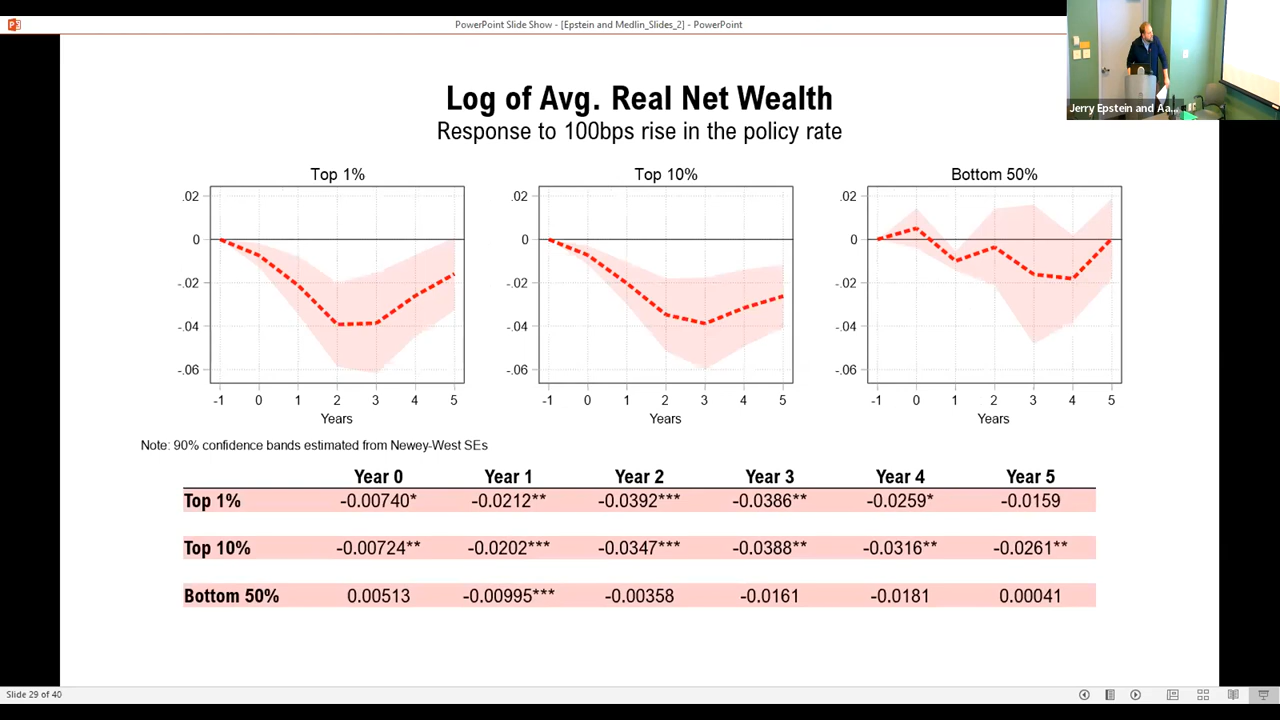 PowerPoint Slide Show - [Epstein and Medlin_Slides_2] - PowerPoint
Jerry Epstein and Aa...
Log of Avg. Real Net Wealth
Response to 100bps rise in the policy rate
Top 1%
.02
0
-.02
-.04
-.06
-1 0 1 2 3 4 5
Years
Top 10%
.02
0
-.02
-.04
-.06
-1 0 1 2 3 4 5
Years
Bottom 50%
.02
0
-.02
-.04
-.06
-1 0 1 2 3 4 5
Years
Note: 90% confidence bands estimated from Newey-West SEs
Year 0 Year 1 Year 2 Year 3 Year 4 Year 5
Top 1% -0.00740* -0.0212** -0.0392*** -0.0386** -0.0259* -0.0159
Top 10% -0.00724** -0.0202*** -0.0347*** -0.0388** -0.0316** -0.0261**
Bottom 50% 0.00513 -0.00995*** -0.00358 -0.0161 -0.0181 0.00041
Slide 29 of 40